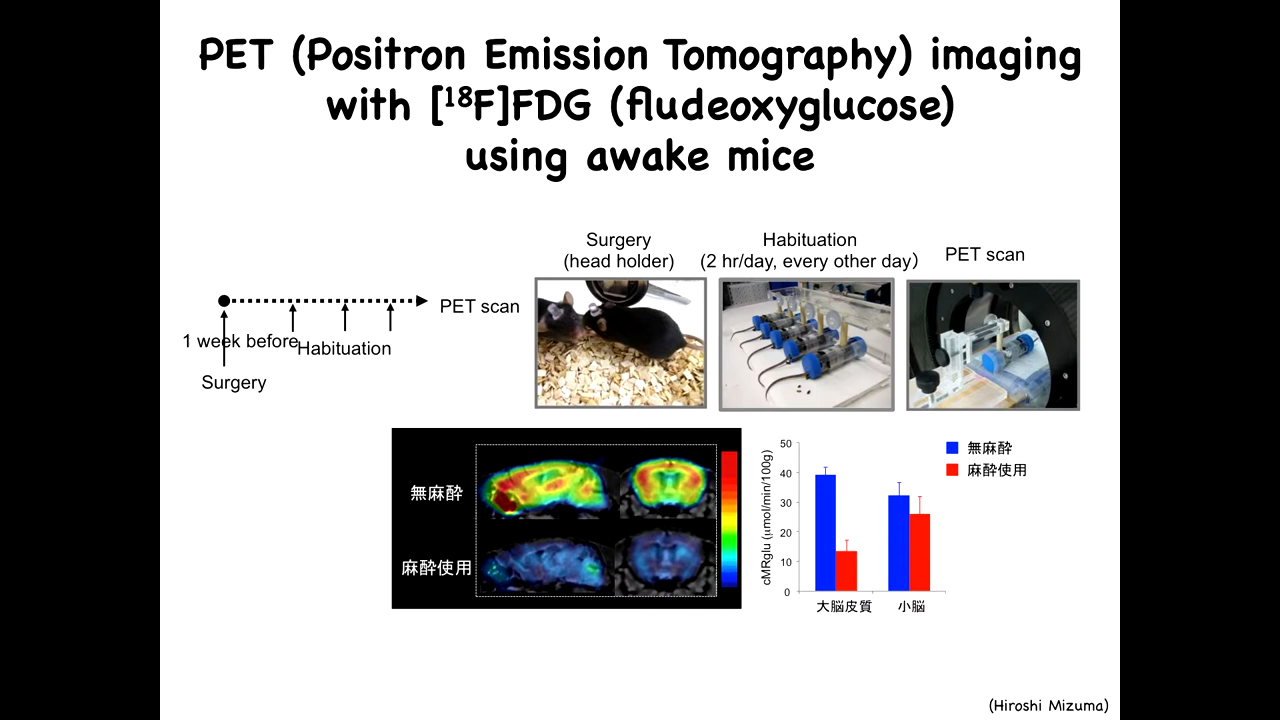 PET (Positron Emission Tomography) imaging
with [¹⁸F]FDG (fludeoxyglucose)
using awake mice
Surgery
(head holder)
Habituation
(2 hr/day, every other day)
PET scan
PET scan
1 week before
Habituation
Surgery
無麻酔
麻酔使用
cMRglu (μmol/min/100g)
50
40
30
20
10
0
大脳皮質
小脳
無麻酔
麻酔使用
(Hiroshi Mizuma)